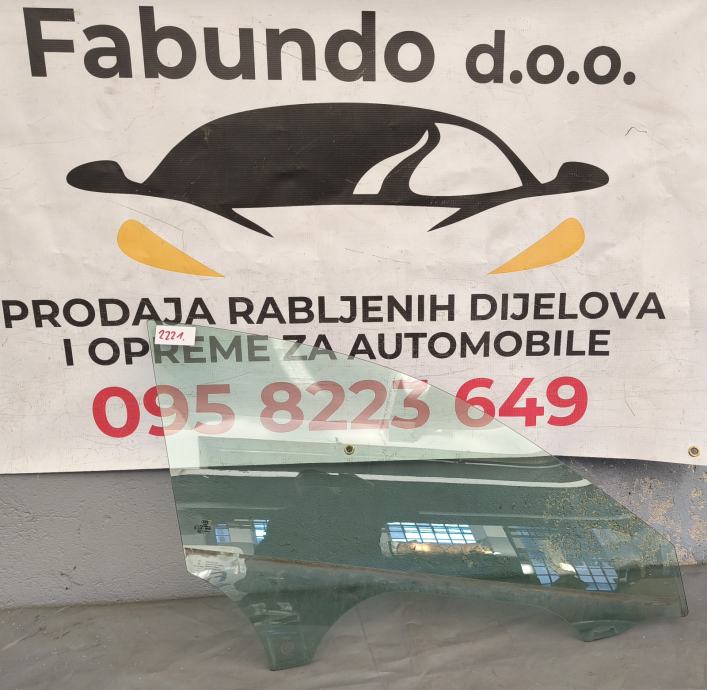 Fabundo d.o.o.
PRODAJA RABLJENIH DIJELOVA
2221.
I OPREME ZA AUTOMOBILE
095 8223 649